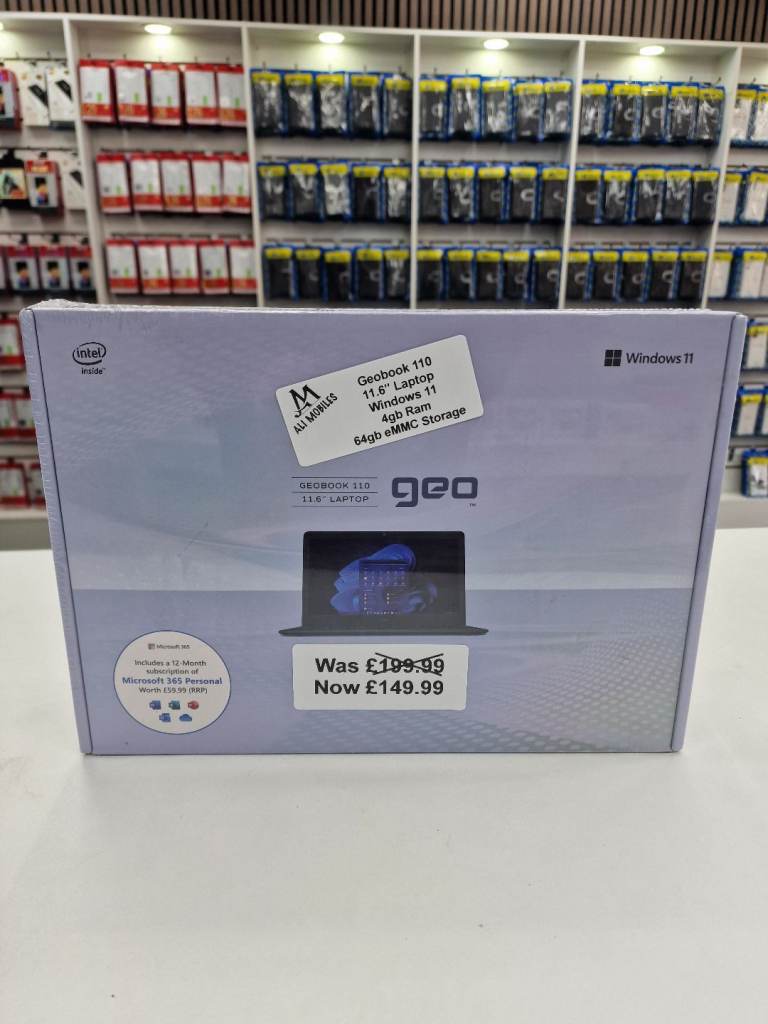 intel
inside™
Windows 11
ALI MOBILES
Geobook 110
11.6" Laptop
Windows 11
4gb Ram
64gb eMMC Storage
GEOBOOK 110
11.6" LAPTOP
geo™
Microsoft 365
Includes a 12-Month
subscription of
Microsoft 365 Personal
Worth £59.99 (RRP)
Was £199.99
Now £149.99